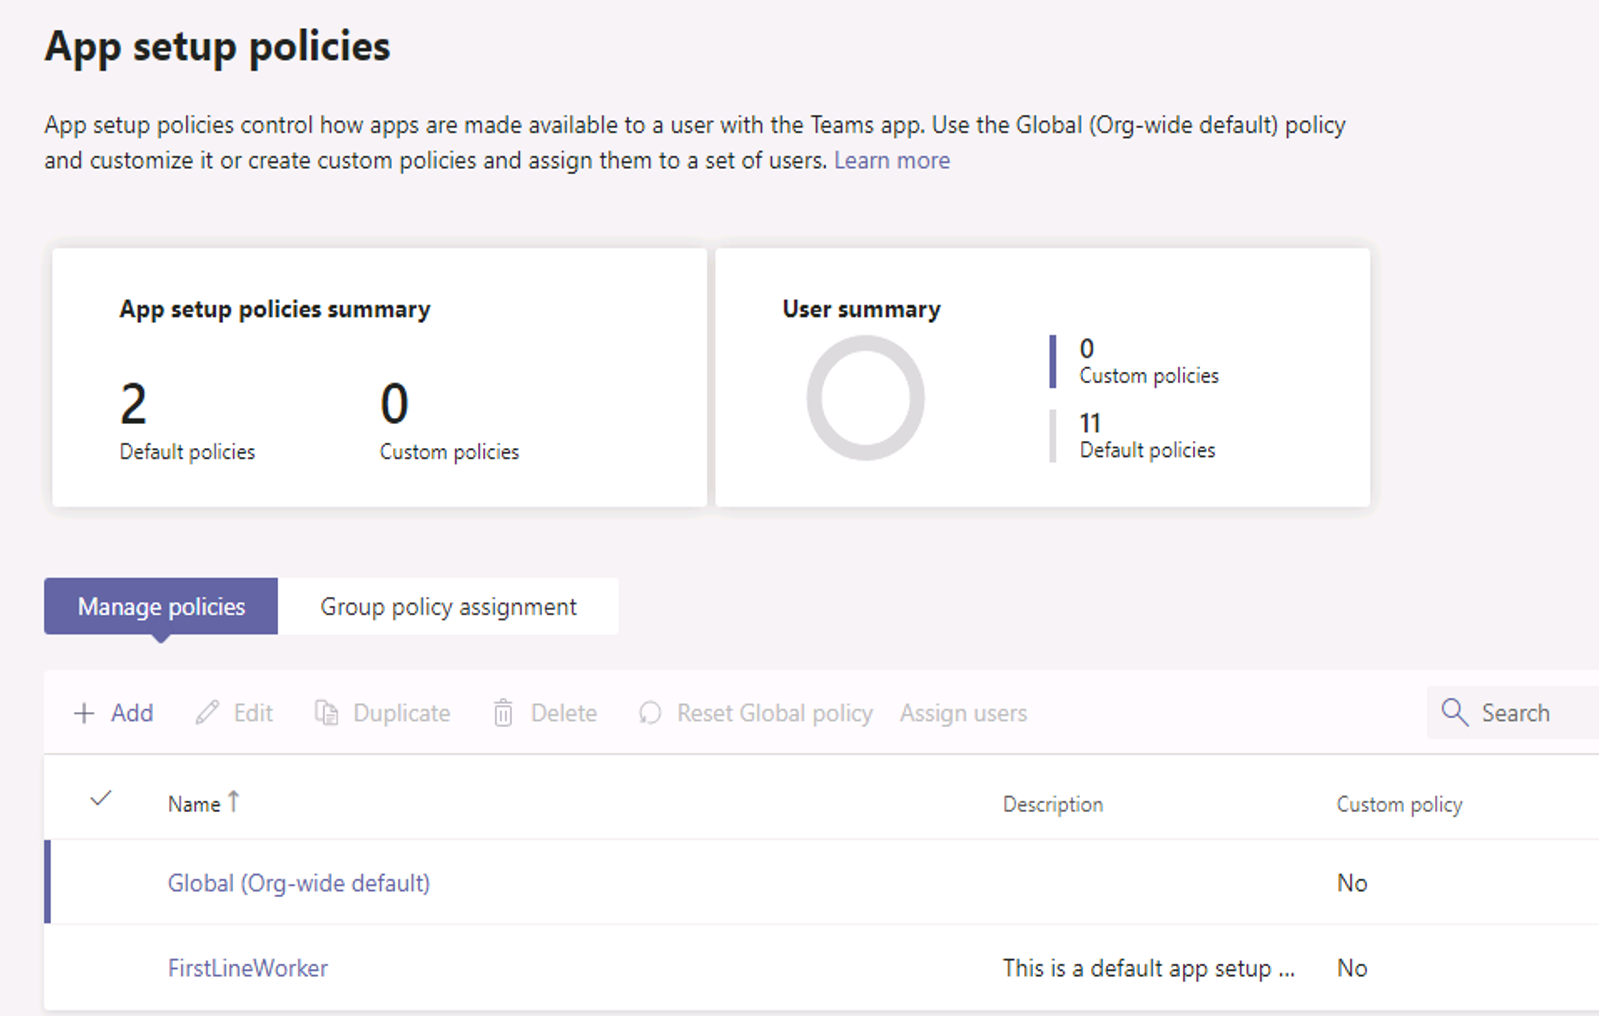 App setup policies
App setup policies control how apps are made available to a user with the Teams app. Use the Global (Org-wide default) policy
and customize it or create custom policies and assign them to a set of users. Learn more
App setup policies summary
2
Default policies
0
Custom policies
User summary
0
Custom policies
11
Default policies
Manage policies
Group policy assignment
Add Edit Duplicate Delete Reset Global policy Assign users Search
Name ↑ Description Custom policy
Global (Org-wide default) No
FirstLineWorker This is a default app setup ... No